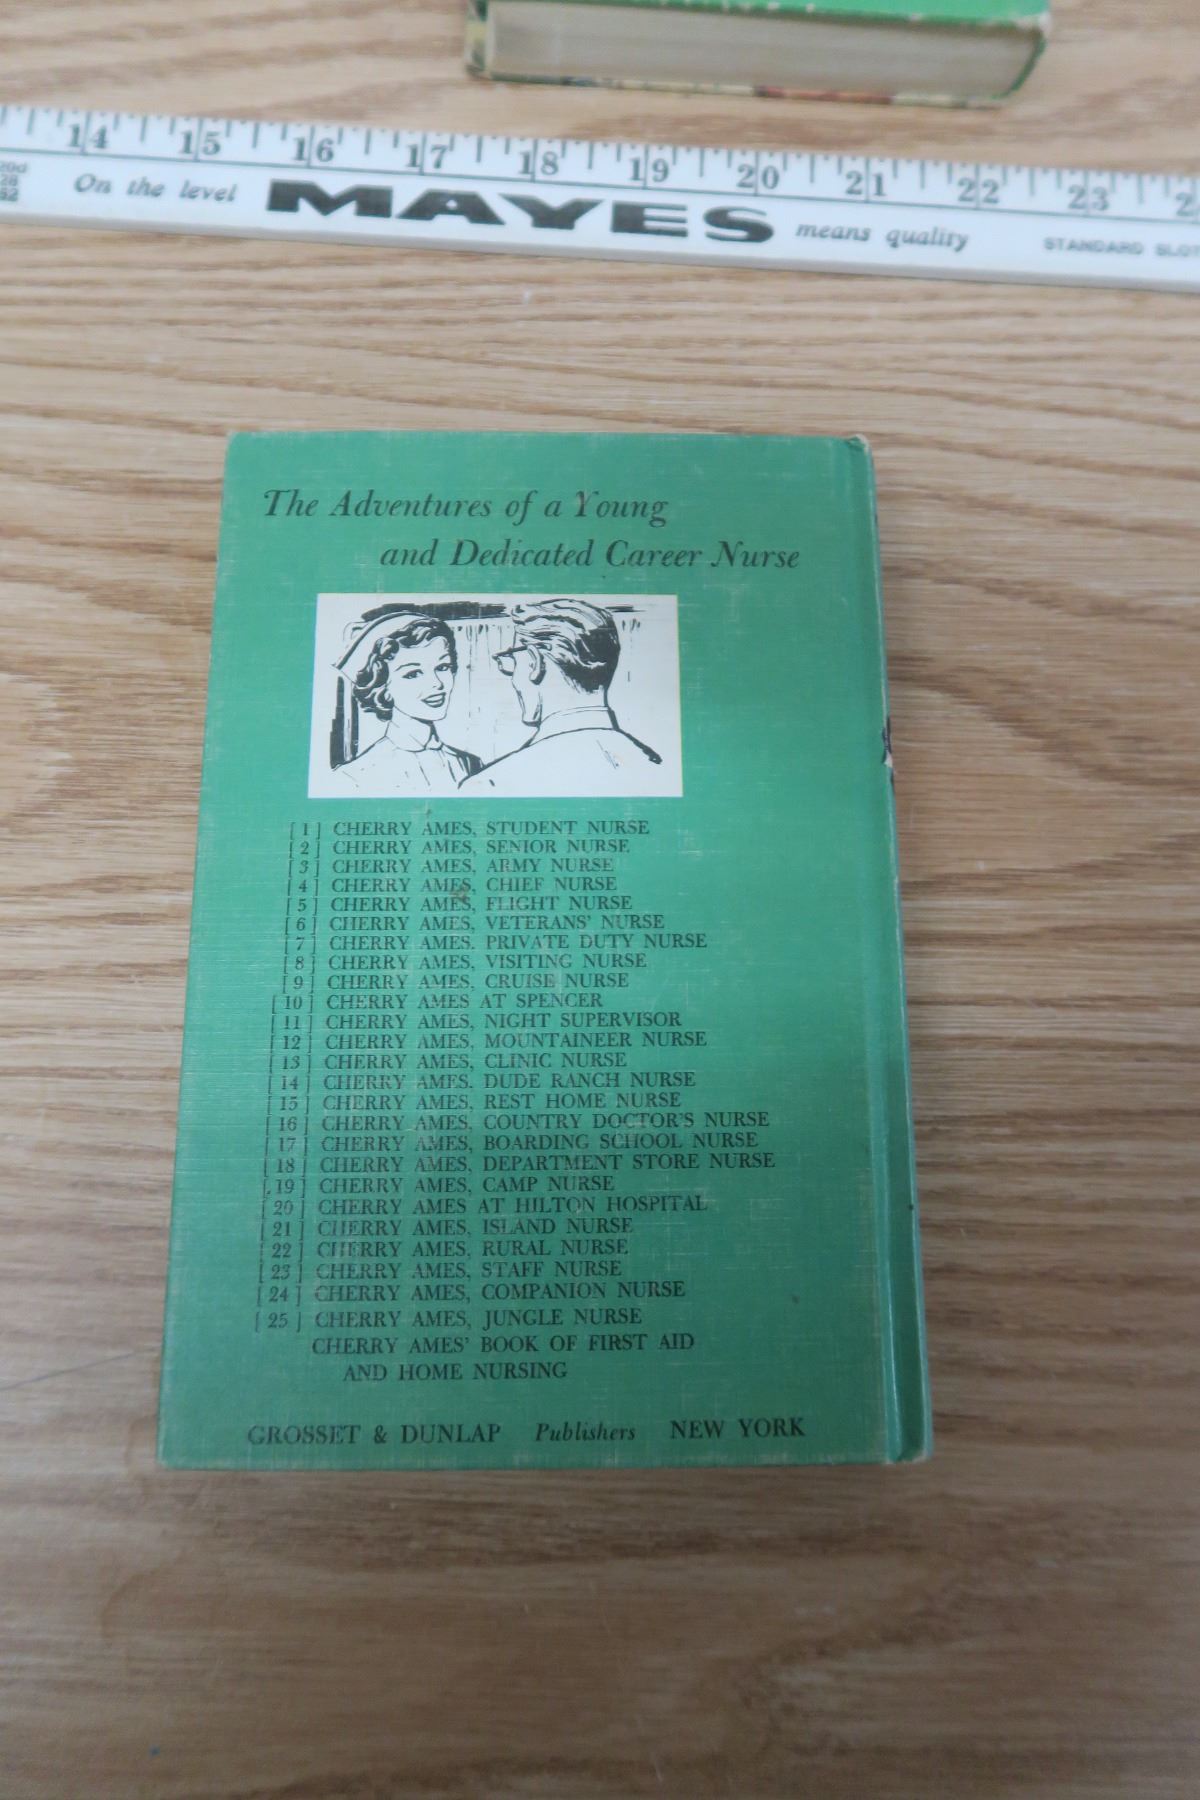 14 15 16 17 18 19 20 21 22 23
On the level MAYES means quality STANDARD
The Adventures of a Young
and Dedicated Career Nurse
[ 1 ] CHERRY AMES, STUDENT NURSE
[ 2 ] CHERRY AMES, SENIOR NURSE
[ 3 ] CHERRY AMES, ARMY NURSE
[ 4 ] CHERRY AMES, CHIEF NURSE
[ 5 ] CHERRY AMES, FLIGHT NURSE
[ 6 ] CHERRY AMES, VETERANS' NURSE
[ 7 ] CHERRY AMES, PRIVATE DUTY NURSE
[ 8 ] CHERRY AMES, VISITING NURSE
[ 9 ] CHERRY AMES, CRUISE NURSE
[ 10 ] CHERRY AMES AT SPENCER
[ 11 ] CHERRY AMES, NIGHT SUPERVISOR
[ 12 ] CHERRY AMES, MOUNTAINEER NURSE
[ 13 ] CHERRY AMES, CLINIC NURSE
[ 14 ] CHERRY AMES, DUDE RANCH NURSE
[ 15 ] CHERRY AMES, REST HOME NURSE
[ 16 ] CHERRY AMES, COUNTRY DOCTOR'S NURSE
[ 17 ] CHERRY AMES, BOARDING SCHOOL NURSE
[ 18 ] CHERRY AMES, DEPARTMENT STORE NURSE
[ 19 ] CHERRY AMES, CAMP NURSE
[ 20 ] CHERRY AMES AT HILTON HOSPITAL
[ 21 ] CHERRY AMES, ISLAND NURSE
[ 22 ] CHERRY AMES, RURAL NURSE
[ 23 ] CHERRY AMES, STAFF NURSE
[ 24 ] CHERRY AMES, COMPANION NURSE
[ 25 ] CHERRY AMES, JUNGLE NURSE
CHERRY AMES' BOOK OF FIRST AID
AND HOME NURSING
GROSSET & DUNLAP Publishers NEW YORK